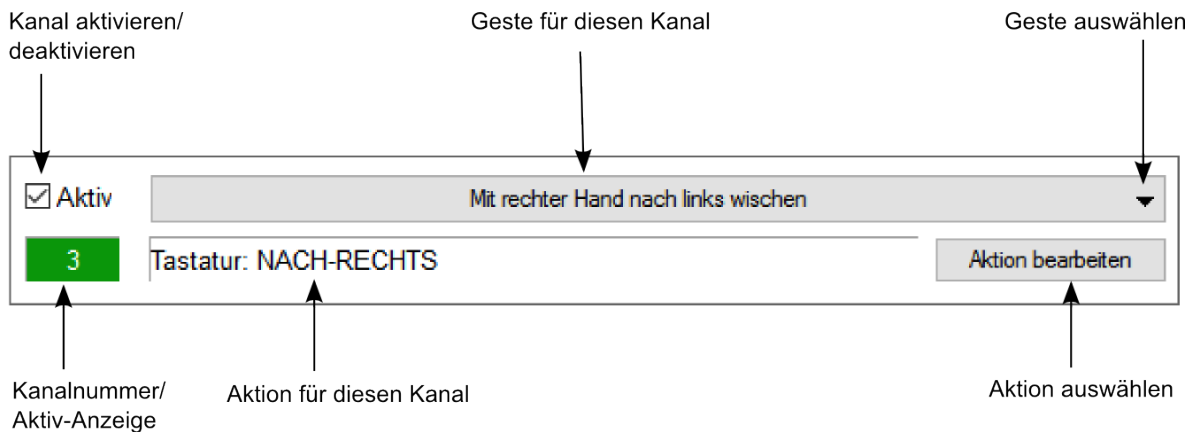 Kanal aktivieren/
deaktivieren
Geste für diesen Kanal
Geste auswählen
Aktiv
Mit rechter Hand nach links wischen
3
Tastatur: NACH-RECHTS
Aktion bearbeiten
Kanalnummer/
Aktiv-Anzeige
Aktion für diesen Kanal
Aktion auswählen